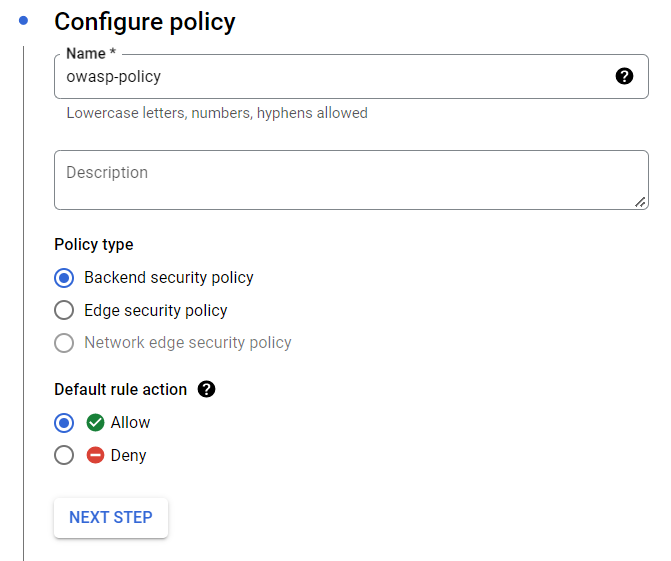 Configure policy
Name *
owasp-policy
Lowercase letters, numbers, hyphens allowed
Description
Policy type
Backend security policy
Edge security policy
Network edge security policy
Default rule action
Allow
Deny
NEXT STEP